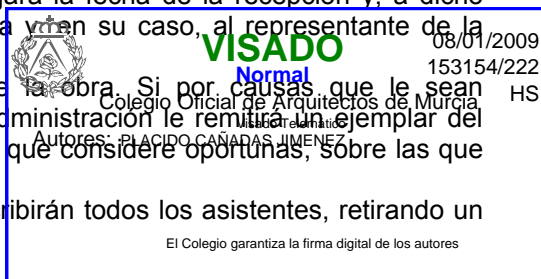 jará la fecha de la recepción y, a dicho
a y, en su caso, al representante de la
VISADO
08/01/2009
153154/222
Normal
HS
e la obra. Si por causas que le sean
Colegio Oficial de Arquitectos de Murcia
dministración le remitirá un ejemplar del
Visado Telemático
Autores: PLACIDO CAÑADAS JIMENEZ
que considere oportunas, sobre las que
ribirán todos los asistentes, retirando un
El Colegio garantiza la firma digital de los autores